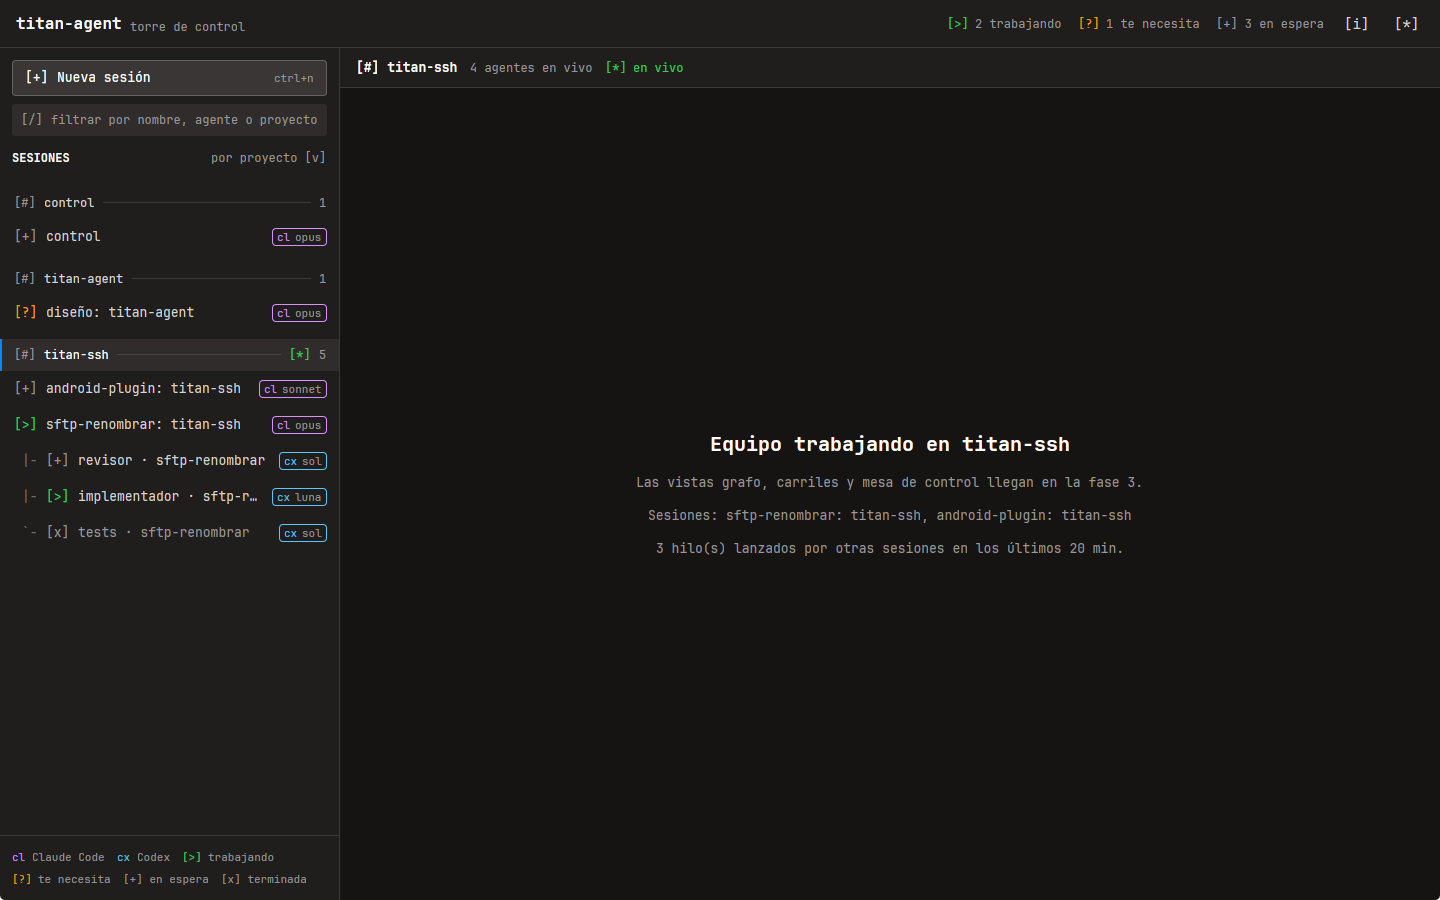 titan-agent torre de control
[>] 2 trabajando [?] 1 te necesita [+] 3 en espera [i] [*]
[+] Nueva sesión ctrl+n
[/] filtrar por nombre, agente o proyecto
SESIONES por proyecto [v]
[#] control 1
[+] control cl opus
[#] titan-agent 1
[?] diseño: titan-agent cl opus
[#] titan-ssh [*] 5
[+] android-plugin: titan-ssh cl sonnet
[>] sftp-renombrar: titan-ssh cl opus
|- [+] revisor · sftp-renombrar cx sol
|- [>] implementador · sftp-r… cx luna
`- [x] tests · sftp-renombrar cx sol
cl Claude Code cx Codex [>] trabajando
[?] te necesita [+] en espera [x] terminada
[#] titan-ssh 4 agentes en vivo [*] en vivo
Equipo trabajando en titan-ssh
Las vistas grafo, carriles y mesa de control llegan en la fase 3.
Sesiones: sftp-renombrar: titan-ssh, android-plugin: titan-ssh
3 hilo(s) lanzados por otras sesiones en los últimos 20 min.